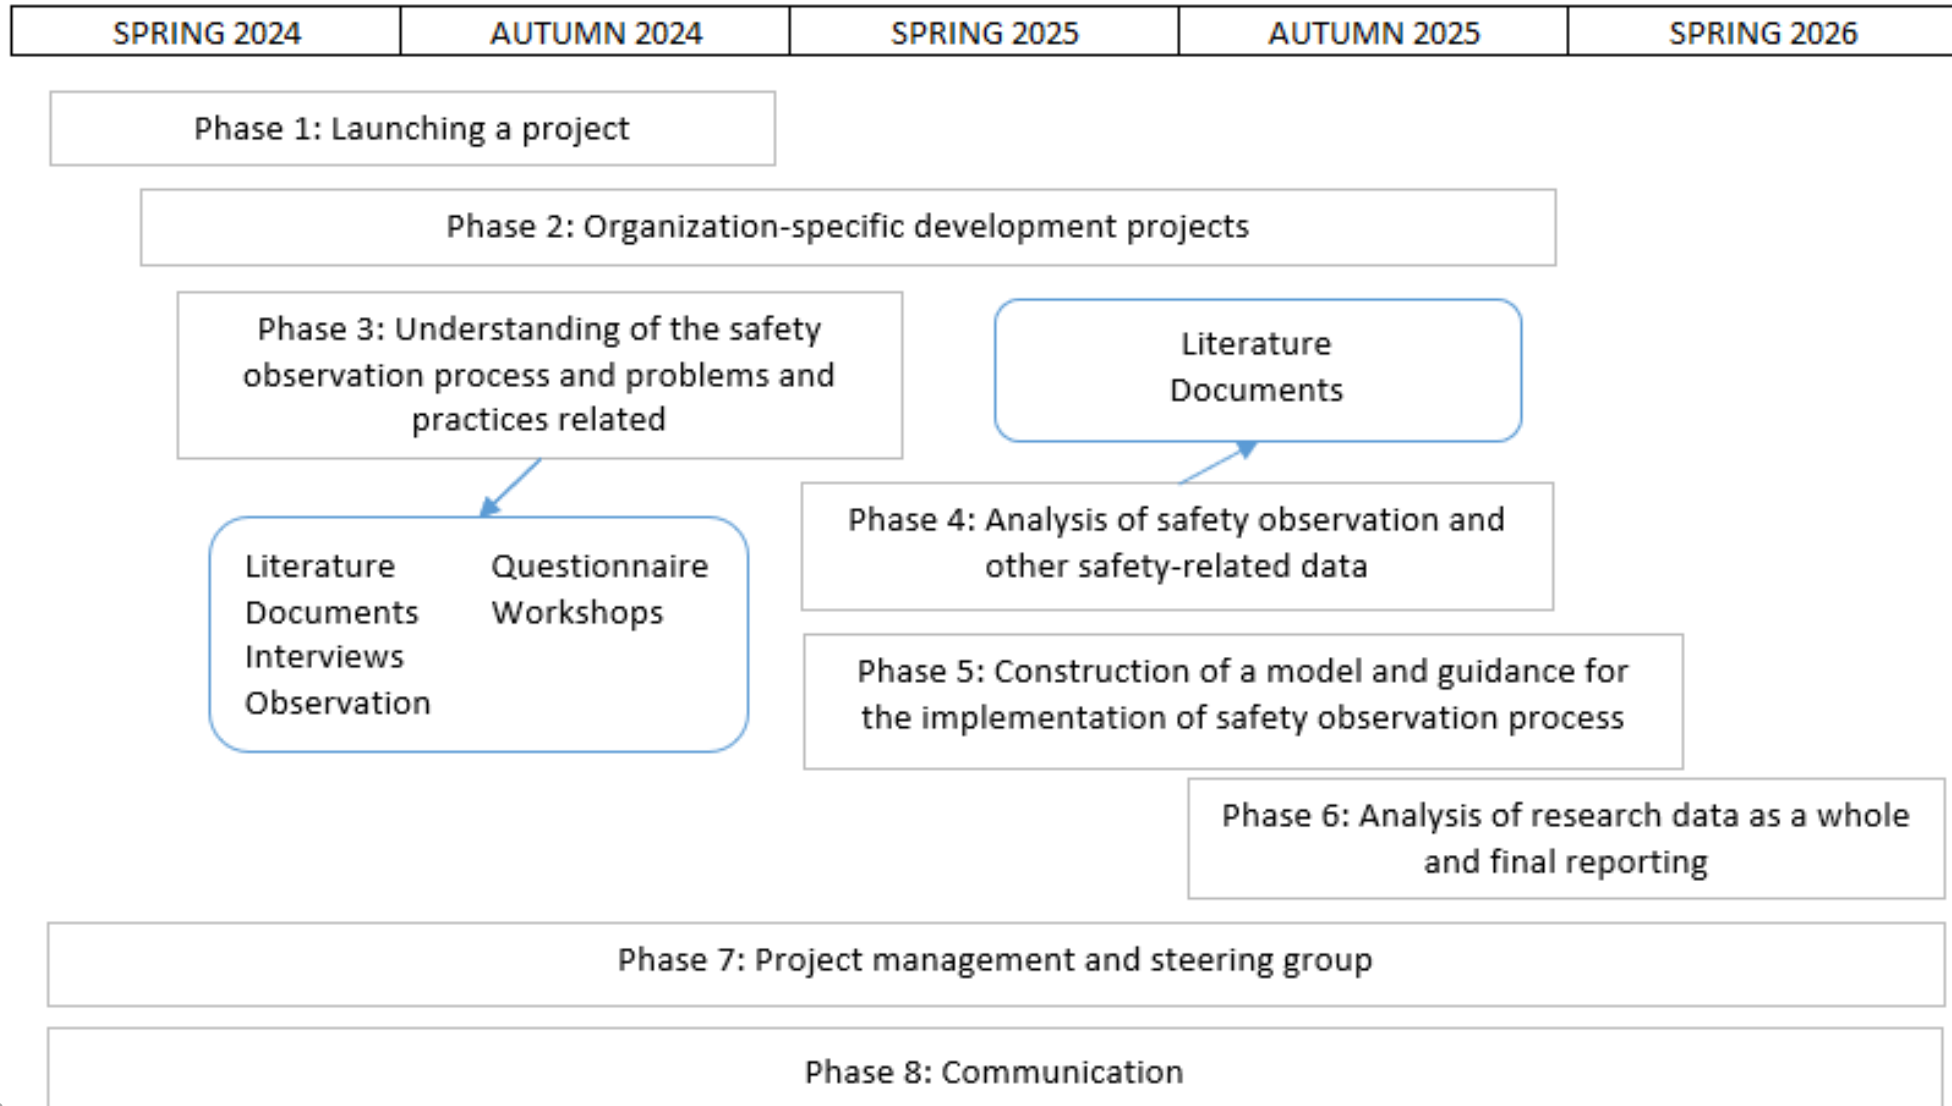 SPRING 2024 AUTUMN 2024 SPRING 2025 AUTUMN 2025 SPRING 2026
Phase 1: Launching a project
Phase 2: Organization-specific development projects
Phase 3: Understanding of the safety
observation process and problems and
practices related
Literature
Documents
Literature Questionnaire
Documents Workshops
Interviews
Observation
Phase 4: Analysis of safety observation and
other safety-related data
Phase 5: Construction of a model and guidance for
the implementation of safety observation process
Phase 6: Analysis of research data as a whole
and final reporting
Phase 7: Project management and steering group
Phase 8: Communication